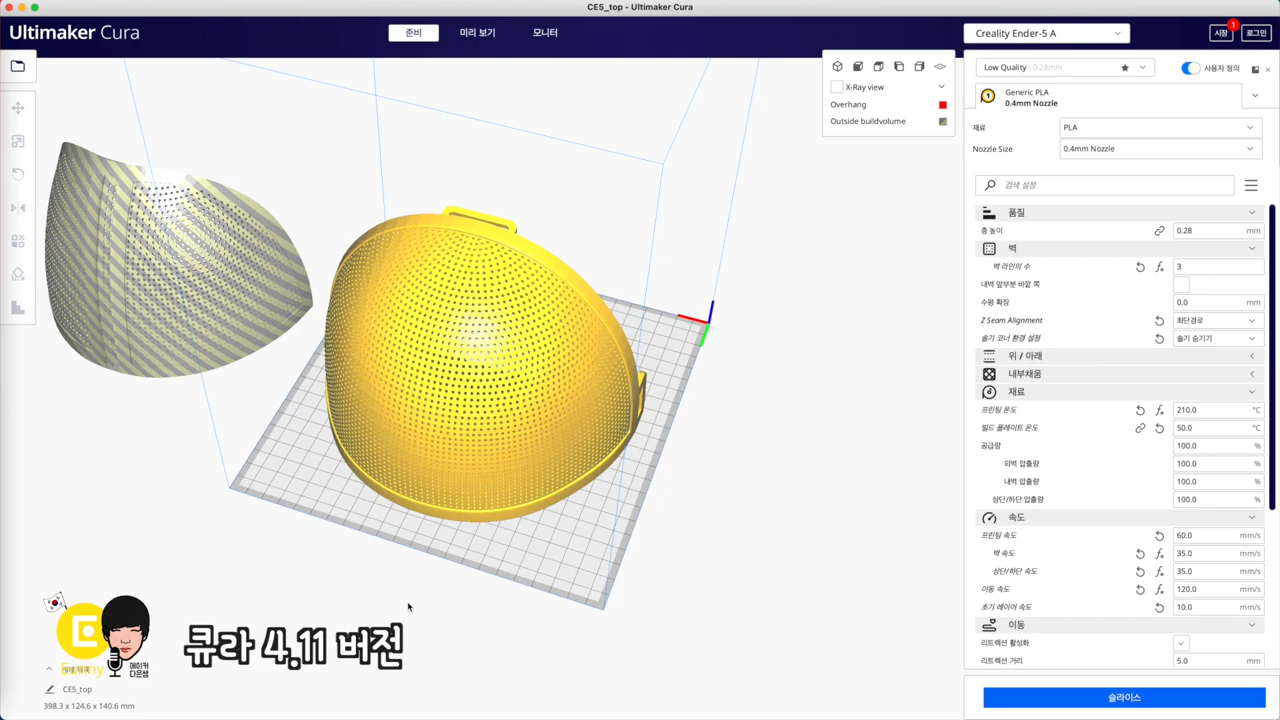 CE5_top - Ultimaker Cura
Ultimaker Cura
준비
미리 보기
모니터
Creality Ender-5 A
시장
1
로그인
Low Quality - 0.28mm
사용자 정의
X-Ray view
Overhang
Outside buildvolume
1
Generic PLA
0.4mm Nozzle
재료
PLA
Nozzle Size
0.4mm Nozzle
검색 설정
품질
층 높이
0.28
mm
벽
벽 라인의 수
3
내벽 앞부분 바깥 쪽
수평 확장
0.0
mm
Z Seam Alignment
최단경로
솔기 코너 환경 설정
솔기 숨기기
위 / 아래
내부채움
재료
프린팅 온도
210.0
°C
빌드 플레이트 온도
50.0
°C
공급량
100.0
%
외벽 압출량
100.0
%
내벽 압출량
100.0
%
상단/하단 압출량
100.0
%
속도
프린팅 속도
60.0
mm/s
벽 속도
35.0
mm/s
상단/하단 속도
35.0
mm/s
이동 속도
120.0
mm/s
초기 레이어 속도
10.0
mm/s
이동
리트렉션 활성화
리트렉션 거리
5.0
mm
슬라이스
메이커
다은쌤
큐라 4.11 버전
CE5_top
398.3 x 124.6 x 140.6 mm